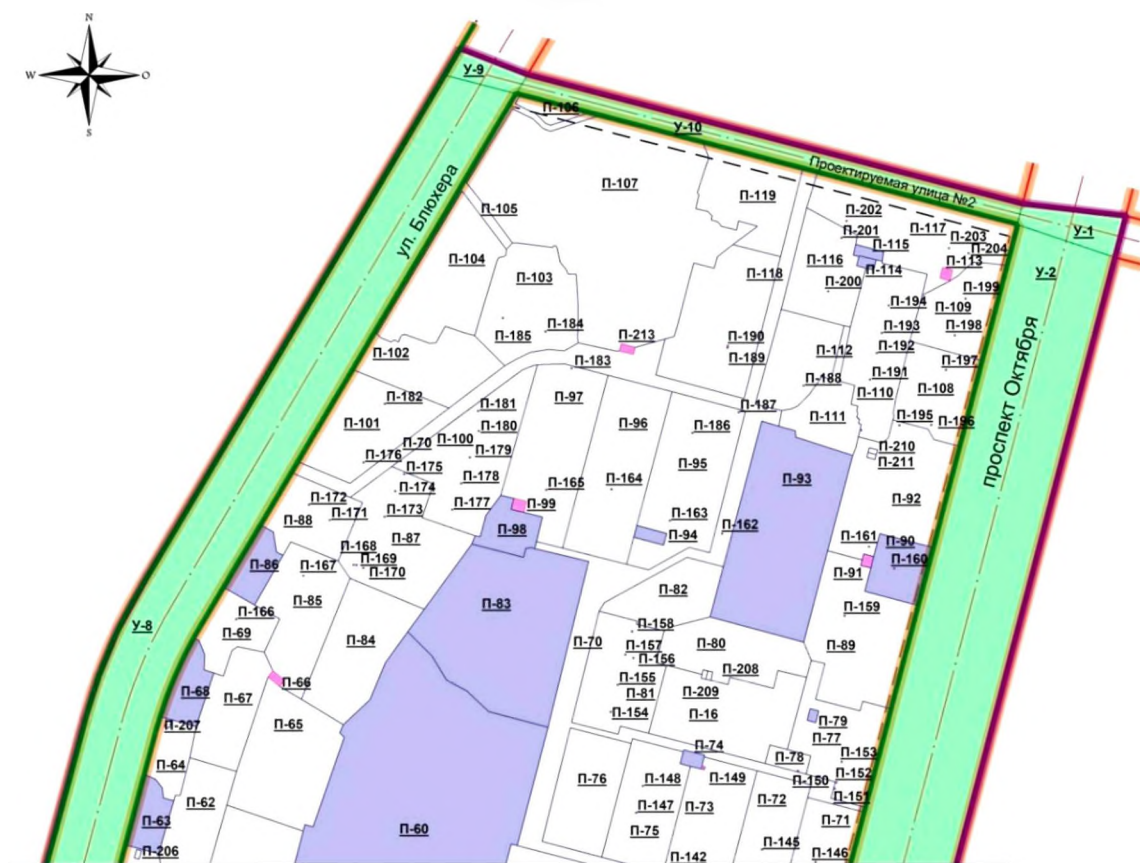 N
W
O
S
У-9
П-106
У-10
Проектируемая улица №2
П-107
П-119
П-105
П-202
П-117
П-203
П-201
П-204
У-1
ул. Блюхера
П-115
П-104
П-116
П-113
П-114
П-118
У-2
П-103
П-200
П-199
П-194
П-109
П-184
П-193
П-198
П-185
П-213
П-190
П-192
П-102
П-112
П-189
П-183
П-197
П-191
П-188
П-108
П-182
П-97
П-110
П-181
П-187
П-101
П-180
П-96
П-186
П-111
П-195
П-196
проспект Октября
П-70
П-100
П-210
П-176
П-179
П-211
П-175
П-95
П-178
П-164
П-93
П-174
П-165
П-172
П-177
П-99
П-92
П-171
П-173
П-163
П-88
П-162
П-98
П-94
П-161
П-90
П-87
П-168
П-169
П-160
П-86
П-167
П-170
П-91
П-82
П-85
П-83
П-159
П-166
П-158
У-8
П-69
П-84
П-70
П-157
П-80
П-89
П-156
П-208
П-66
П-155
П-68
П-67
П-81
П-209
П-154
П-16
П-79
П-207
П-65
П-77
П-74
П-153
П-78
П-64
П-76
П-148
П-149
П-150
П-152
П-151
П-62
П-147
П-73
П-72
П-63
П-60
П-75
П-71
П-145
П-206
П-142
П-146